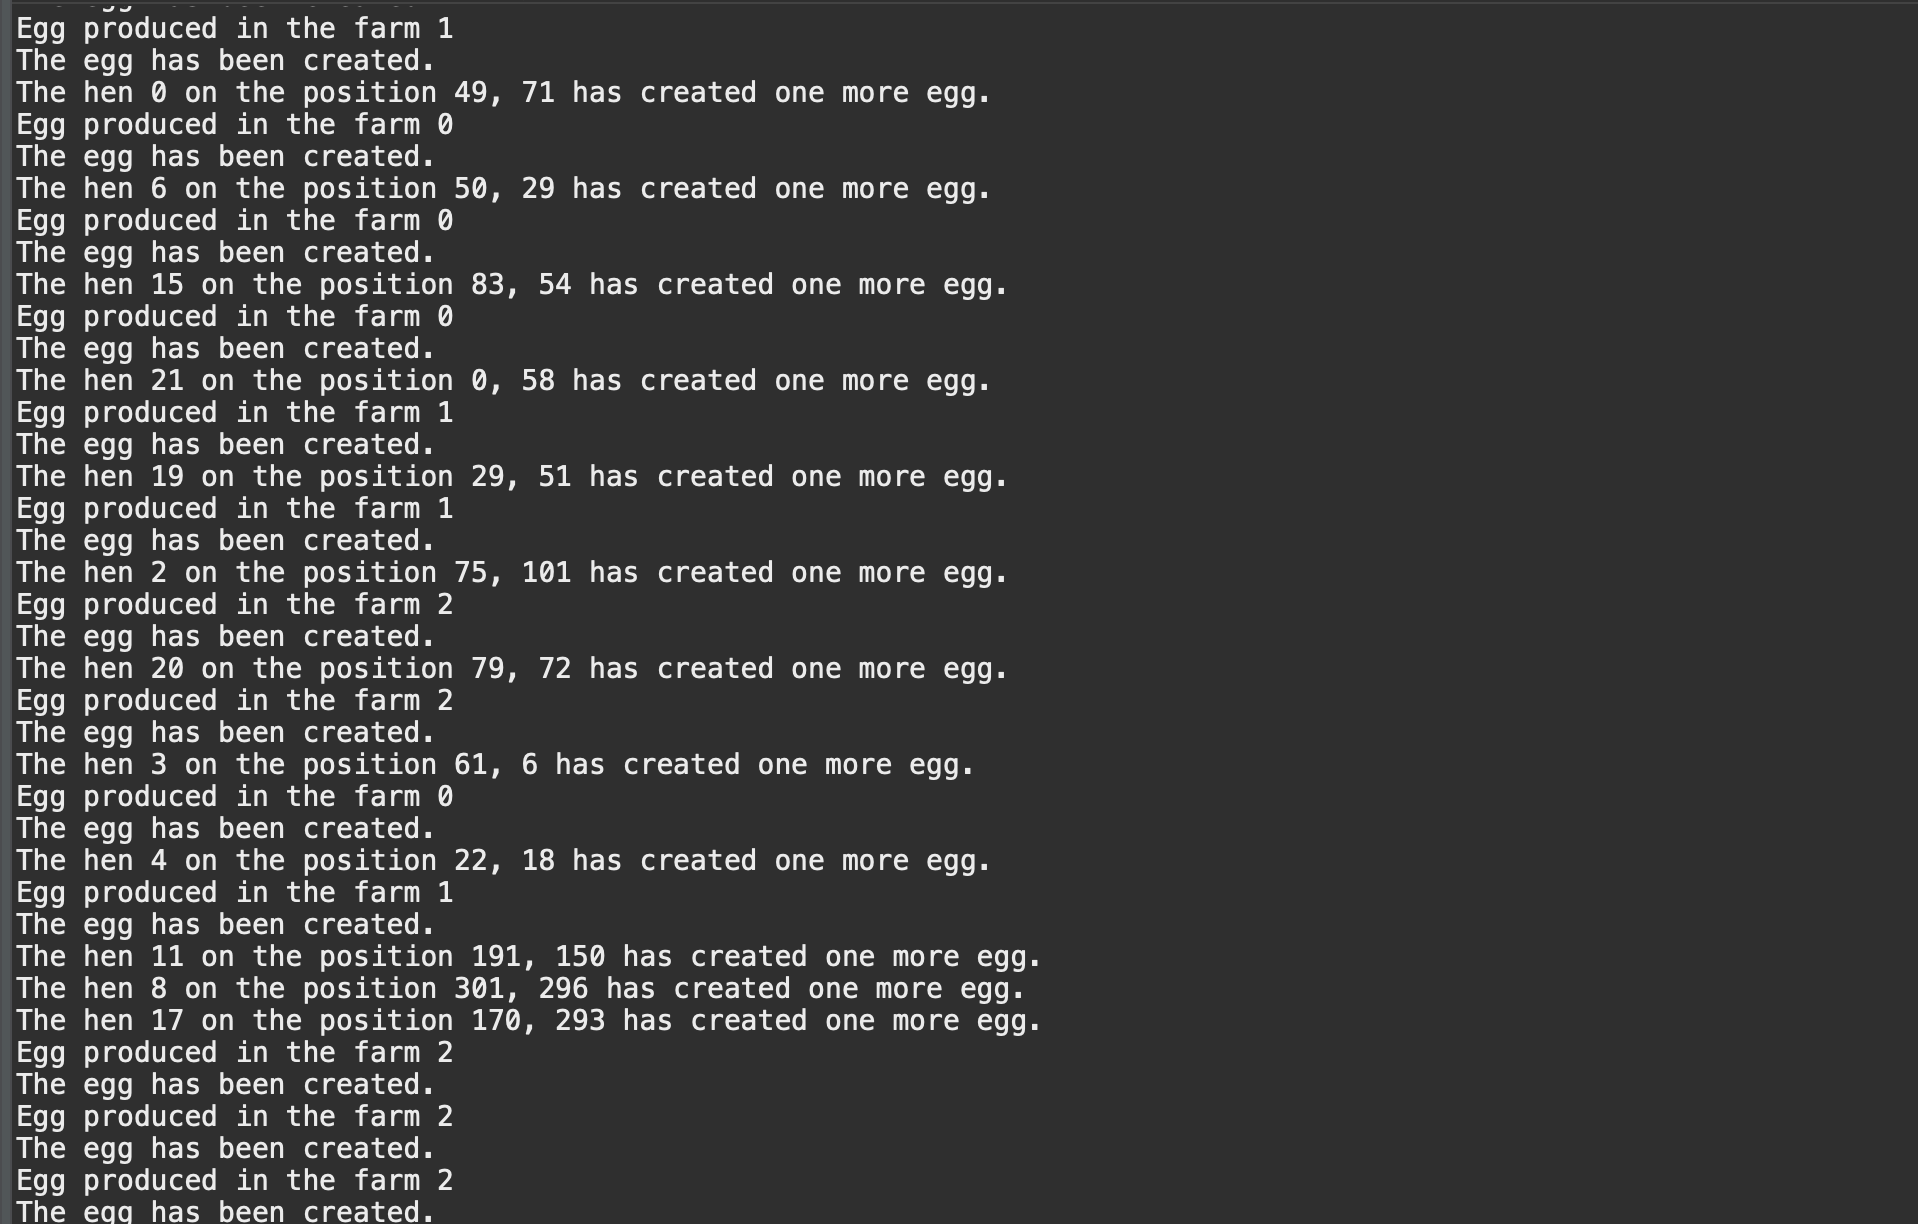 Egg produced in the farm 1
The egg has been created.
The hen 0 on the position 49, 71 has created one more egg.
Egg produced in the farm 0
The egg has been created.
The hen 6 on the position 50, 29 has created one more egg.
Egg produced in the farm 0
The egg has been created.
The hen 15 on the position 83, 54 has created one more egg.
Egg produced in the farm 0
The egg has been created.
The hen 21 on the position 0, 58 has created one more egg.
Egg produced in the farm 1
The egg has been created.
The hen 19 on the position 29, 51 has created one more egg.
Egg produced in the farm 1
The egg has been created.
The hen 2 on the position 75, 101 has created one more egg.
Egg produced in the farm 2
The egg has been created.
The hen 20 on the position 79, 72 has created one more egg.
Egg produced in the farm 2
The egg has been created.
The hen 3 on the position 61, 6 has created one more egg.
Egg produced in the farm 0
The egg has been created.
The hen 4 on the position 22, 18 has created one more egg.
Egg produced in the farm 1
The egg has been created.
The hen 11 on the position 191, 150 has created one more egg.
The hen 8 on the position 301, 296 has created one more egg.
The hen 17 on the position 170, 293 has created one more egg.
Egg produced in the farm 2
The egg has been created.
Egg produced in the farm 2
The egg has been created.
Egg produced in the farm 2
The egg has been created.